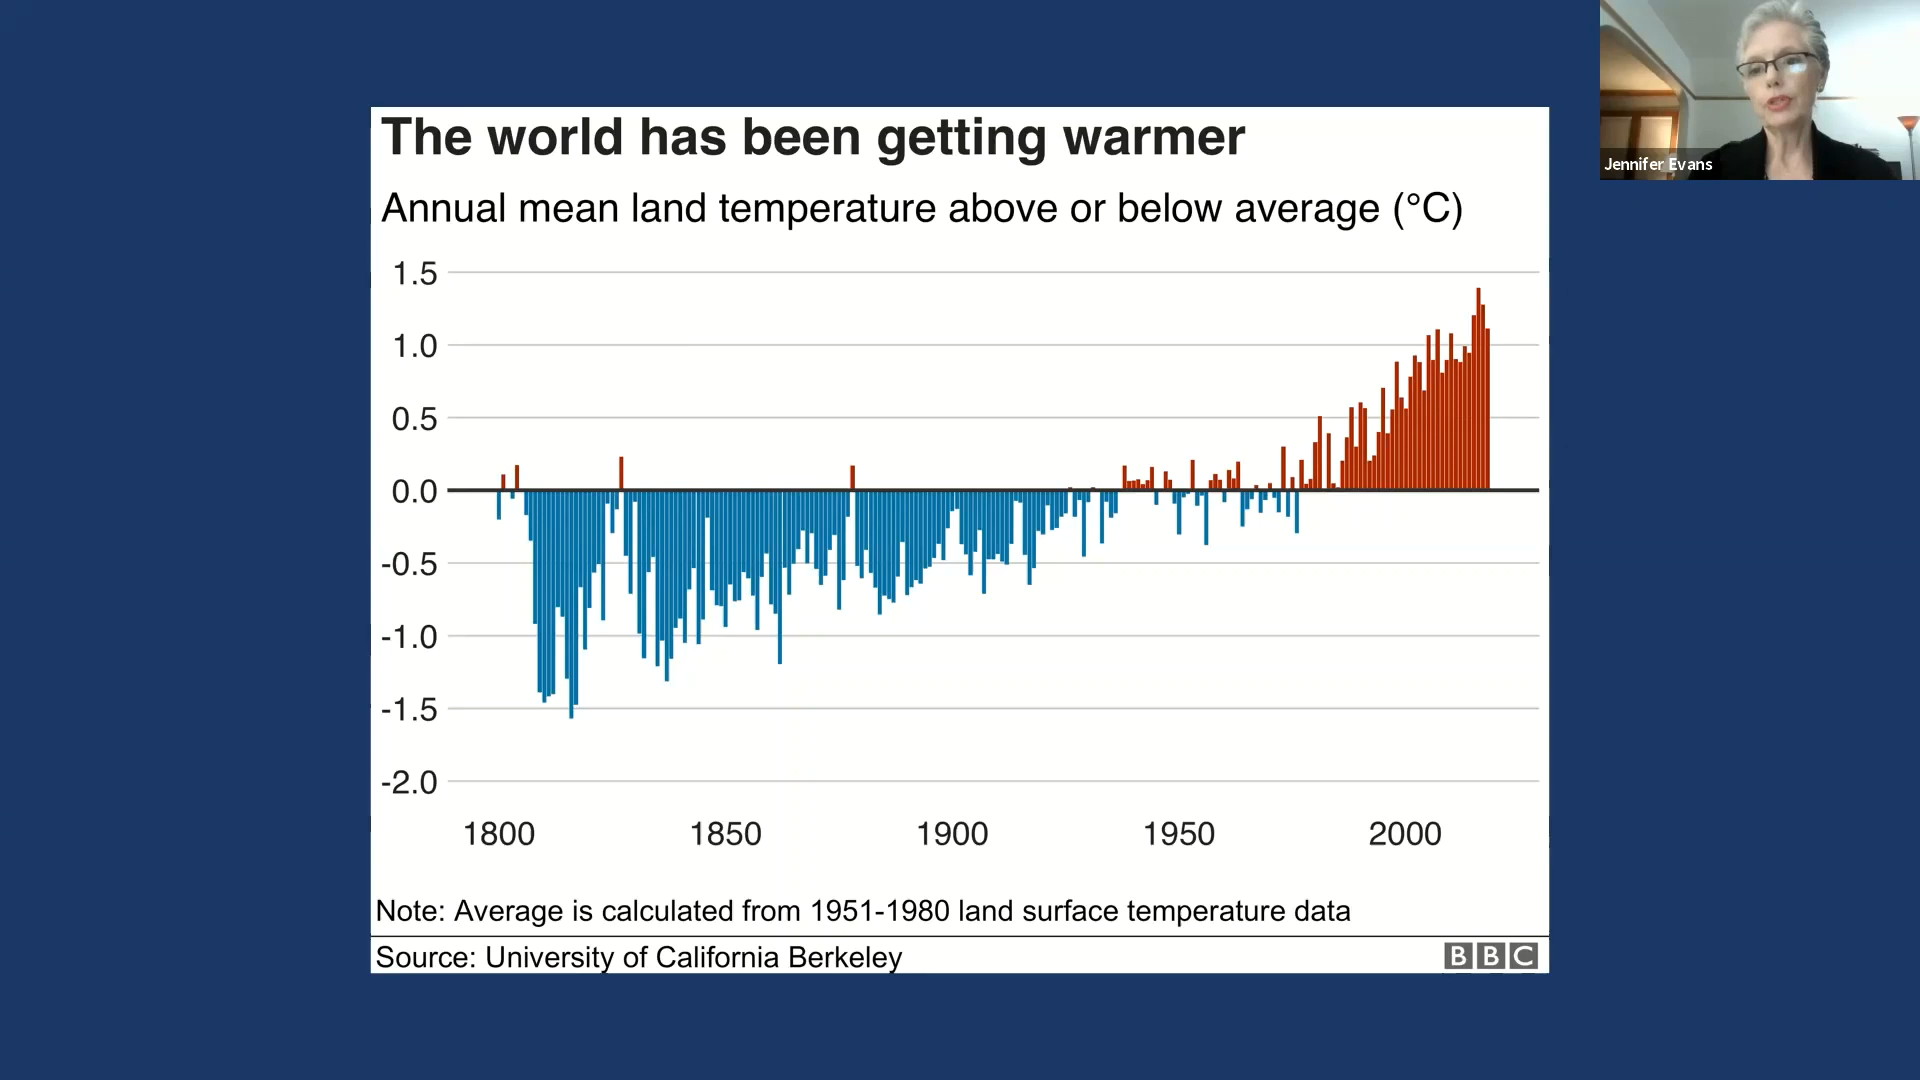 The world has been getting warmer
Annual mean land temperature above or below average (°C)
1.5
1.0
0.5
0.0
-0.5
-1.0
-1.5
-2.0
1800 1850 1900 1950 2000
Note: Average is calculated from 1951-1980 land surface temperature data
Source: University of California Berkeley
BBC
Jennifer Evans